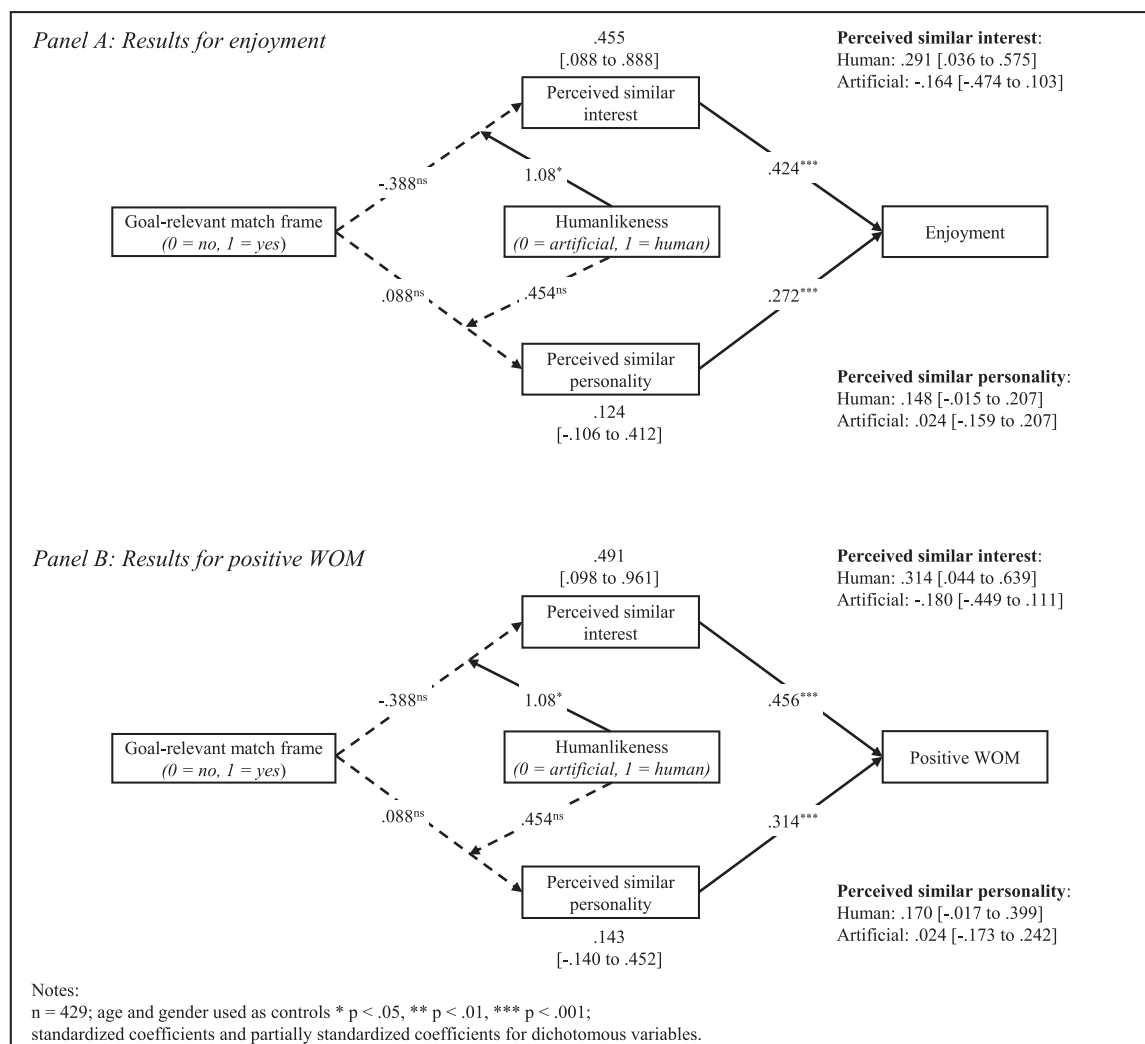 Panel A: Results for enjoyment
.455
[.088 to .888]
Perceived similar interest:
Human: .291 [.036 to .575]
Artificial: -.164 [-.474 to .103]
Perceived similar
interest
-.388ns
1.08*
.424***
Goal-relevant match frame
(0 = no, 1 = yes)
Humanlikeness
(0 = artificial, 1 = human)
Enjoyment
.088ns
.454ns
.272***
Perceived similar
personality
.124
[-.106 to .412]
Perceived similar personality:
Human: .148 [-.015 to .207]
Artificial: .024 [-.159 to .207]
Panel B: Results for positive WOM
.491
[.098 to .961]
Perceived similar interest:
Human: .314 [.044 to .639]
Artificial: -.180 [-.449 to .111]
Perceived similar
interest
-.388ns
1.08*
.456***
Goal-relevant match frame
(0 = no, 1 = yes)
Humanlikeness
(0 = artificial, 1 = human)
Positive WOM
.088ns
.454ns
.314***
Perceived similar
personality
.143
[-.140 to .452]
Perceived similar personality:
Human: .170 [-.017 to .399]
Artificial: .024 [-.173 to .242]
Notes:
n = 429; age and gender used as controls * p < .05, ** p < .01, *** p < .001;
standardized coefficients and partially standardized coefficients for dichotomous variables.